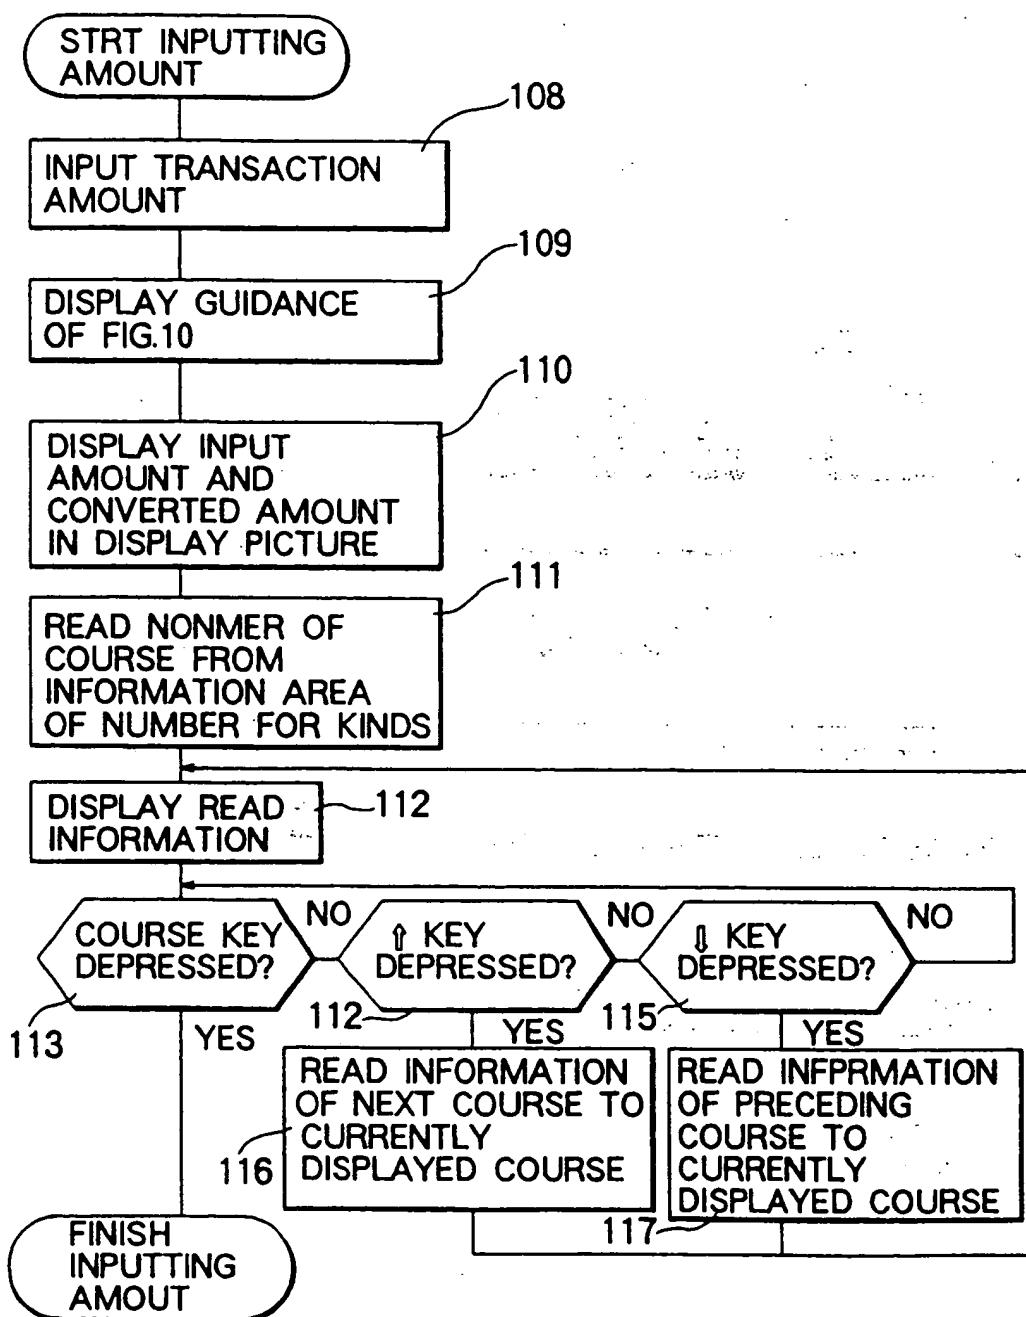 STRT INPUTTING
AMOUNT
108
INPUT TRANSACTION
AMOUNT
109
DISPLAY GUIDANCE
OF FIG.10
110
DISPLAY INPUT
AMOUNT AND
CONVERTED AMOUNT
IN DISPLAY PICTURE
111
READ NONMER OF
COURSE FROM
INFORMATION AREA
OF NUMBER FOR KINDS
DISPLAY READ
INFORMATION
112
COURSE KEY
DEPRESSED?
NO
⇧ KEY
DEPRESSED?
NO
⇩ KEY
DEPRESSED?
NO
113
YES
112
YES
115
YES
READ INFORMATION
OF NEXT COURSE TO
CURRENTLY
DISPLAYED COURSE
116
READ INFPRMATION
OF PRECEDING
COURSE TO
CURRENTLY
DISPLAYED COURSE
117
FINISH
INPUTTING
AMOUT